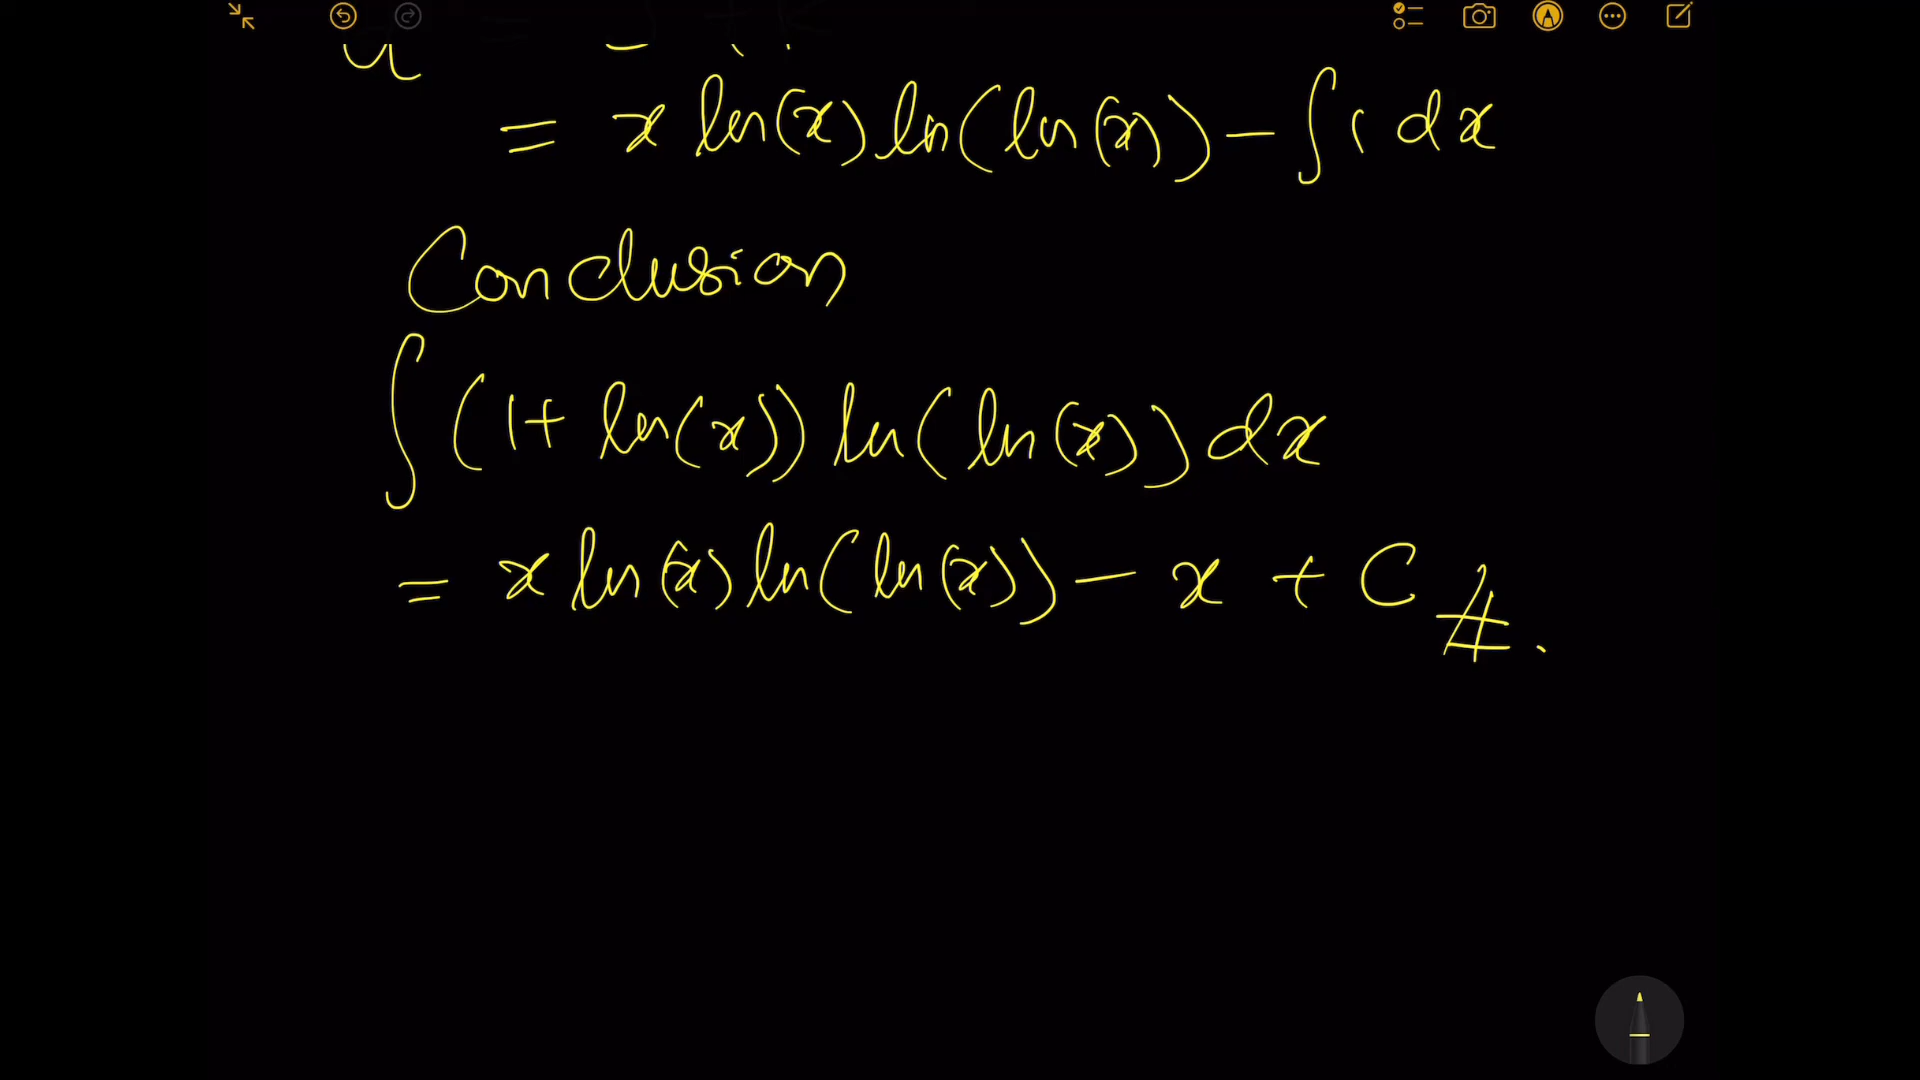 = x ln(x) ln(ln(x)) - ∫ 1 dx
Conclusion
∫ (1 + ln(x)) ln(ln(x)) dx
= x ln(x) ln(ln(x)) - x + C #.